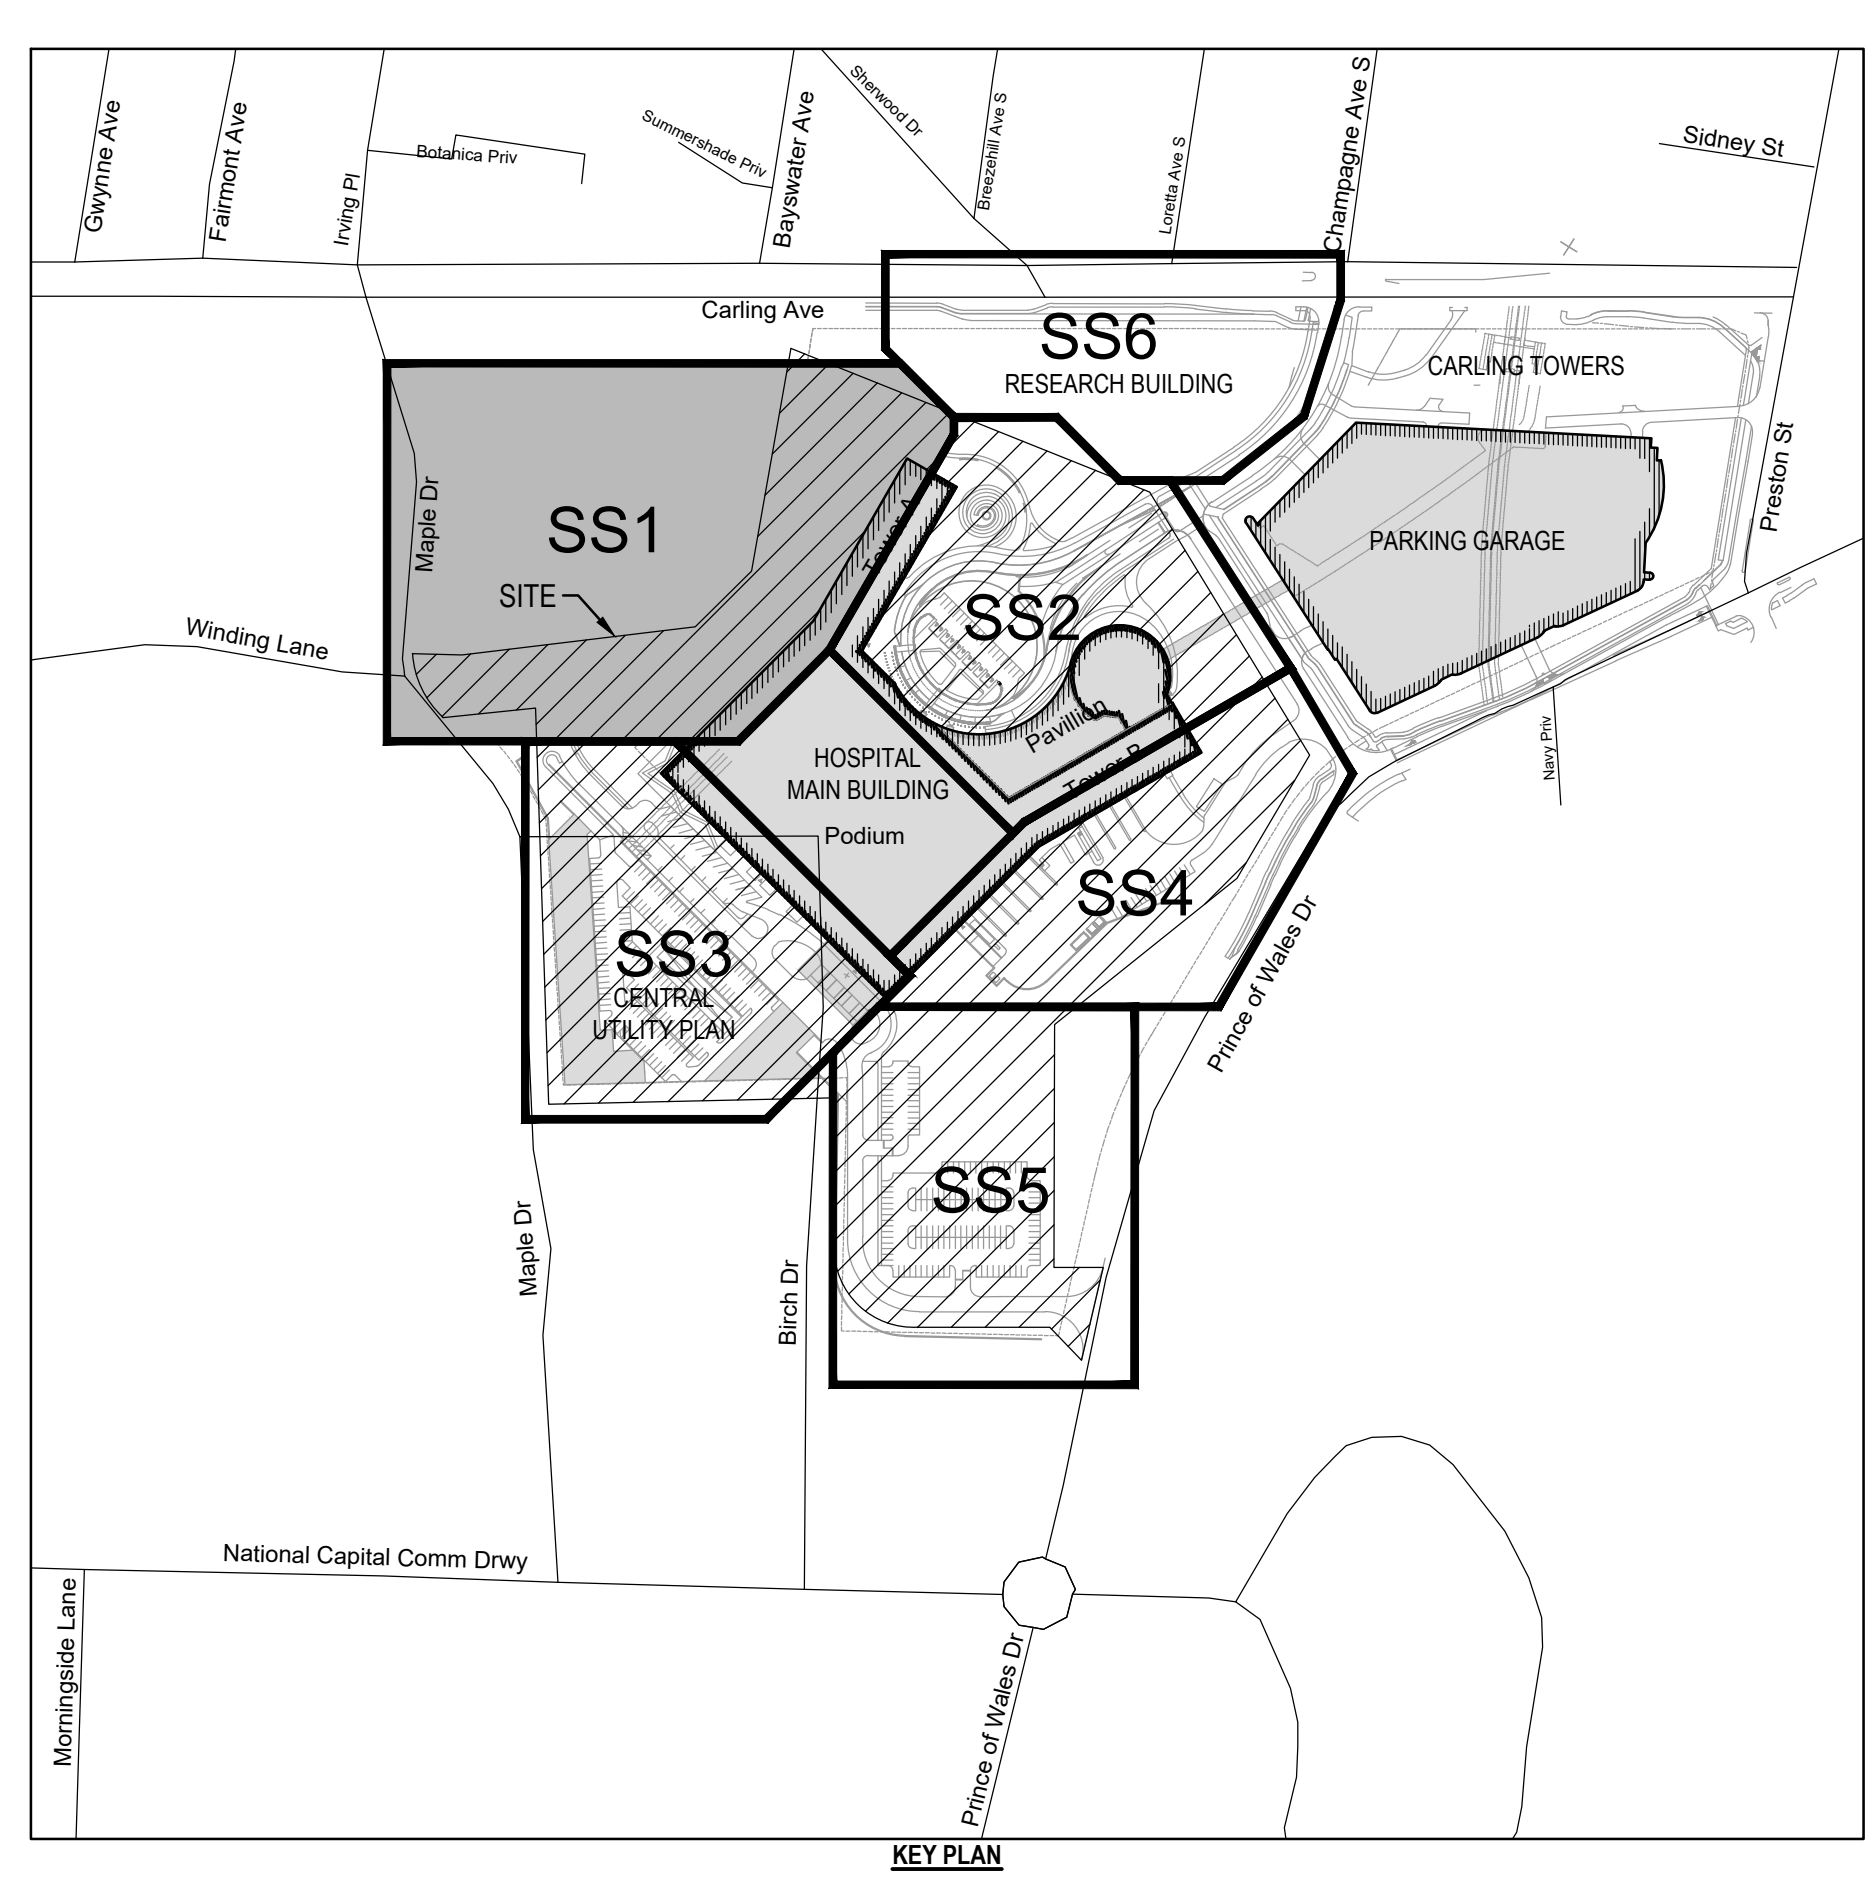 Gwynne Ave
Fairmont Ave
Irving Pl
Botanica Priv
Summershade Priv
Bayswater Ave
Sherwood Dr
Breezehill Ave S
Loretta Ave S
Champagne Ave S
Sidney St
Carling Ave
SS6
RESEARCH BUILDING
CARLING TOWERS
Preston St
Maple Dr
SS1
SITE
Tower A
PARKING GARAGE
Winding Lane
SS2
Pavillion
Tower B
HOSPITAL
MAIN BUILDING
Podium
Navy Priv
SS4
SS3
CENTRAL
UTILITY PLAN
Prince of Wales Dr
SS5
Maple Dr
Birch Dr
National Capital Comm Drwy
Morningside Lane
Prince of Wales Dr
KEY PLAN